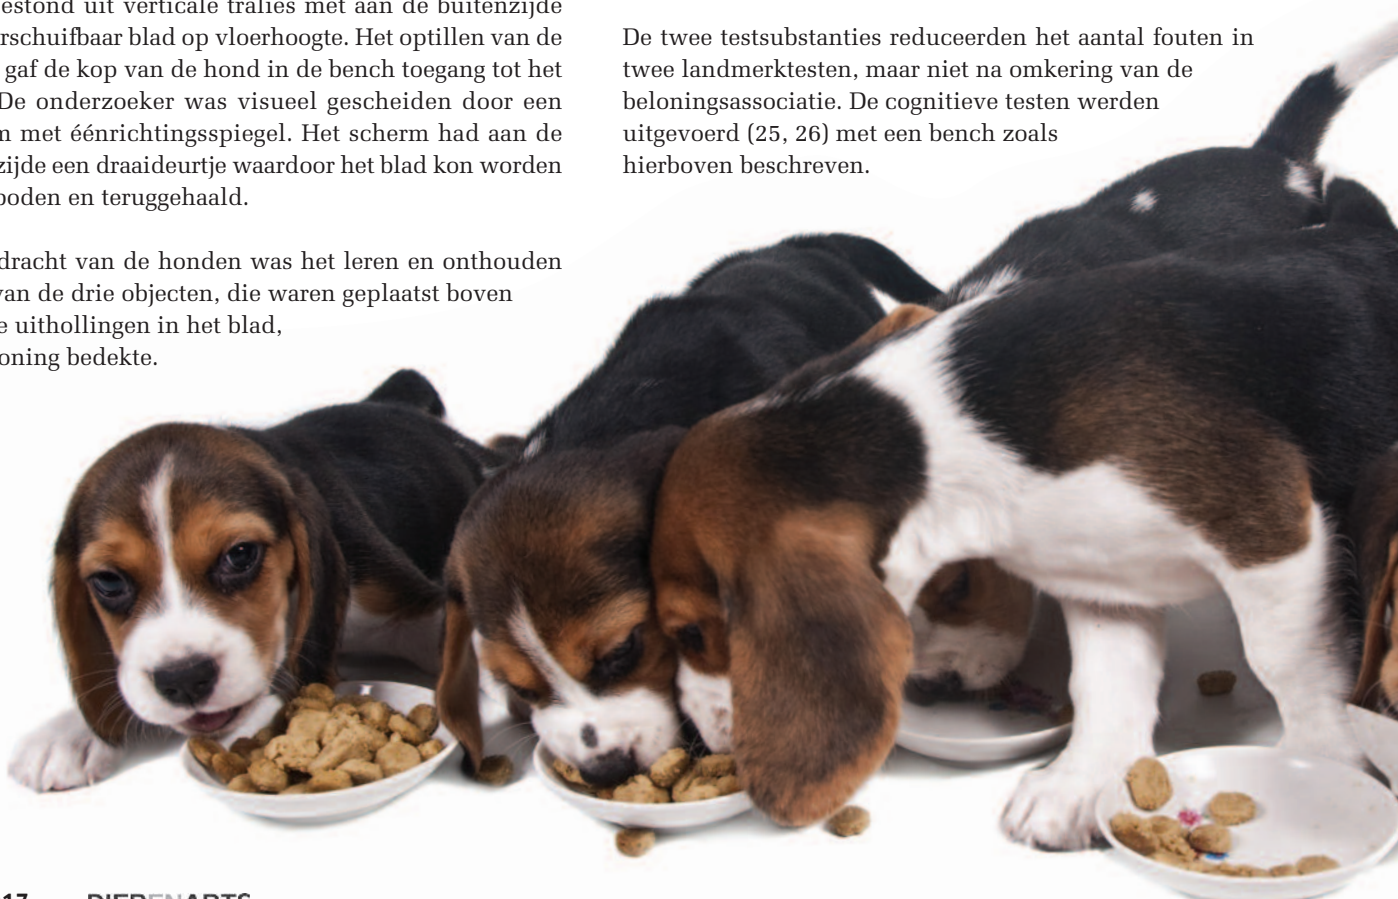 estond uit verticale tralies met aan de buitenzijde
rschuifbaar blad op vloerhoogte. Het optillen van de
gaf de kop van de hond in de bench toegang tot het
De onderzoeker was visueel gescheiden door een
m met éénrichtingsspiegel. Het scherm had aan de
zijde een draaideurtje waardoor het blad kon worden
boden en teruggehaald.
dracht van de honden was het leren en onthouden
van de drie objecten, die waren geplaatst boven
e uithollingen in het blad,
oning bedekte.
De twee testsubstanties reduceerden het aantal fouten in
twee landmerktesten, maar niet na omkering van de
beloningsassociatie. De cognitieve testen werden
uitgevoerd (25, 26) met een bench zoals
hierboven beschreven.
17 DIERENARTS